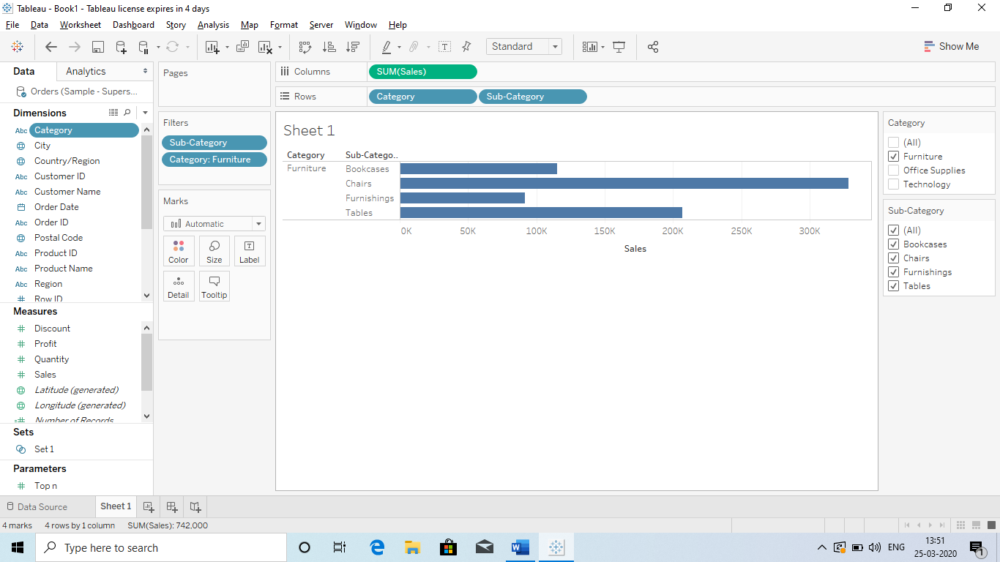 Tableau - Book1 - Tableau license expires in 4 days
File Data Worksheet Dashboard Story Analysis Map Format Server Window Help
Standard
Show Me
Data Analytics
Orders (Sample - Supers...
Dimensions
Abc Category
City
Country/Region
Abc Customer ID
Abc Customer Name
Order Date
Abc Order ID
Postal Code
Abc Product ID
Abc Product Name
Abc Region
# Row ID
Measures
# Discount
# Profit
# Quantity
# Sales
Latitude (generated)
Longitude (generated)
=# Number of Records
Sets
Set 1
Parameters
# Top n
Pages
Filters
Sub-Category
Category: Furniture
Marks
Automatic
Color Size Label
Detail Tooltip
Columns SUM(Sales)
Rows Category Sub-Category
Sheet 1
Category Sub-Catego..
Furniture Bookcases
Chairs
Furnishings
Tables
0K 50K 100K 150K 200K 250K 300K
Sales
Category
(All)
Furniture
Office Supplies
Technology
Sub-Category
(All)
Bookcases
Chairs
Furnishings
Tables
Data Source Sheet 1
4 marks 4 rows by 1 column SUM(Sales): 742,000
Type here to search
ENG
13:51
25-03-2020
1